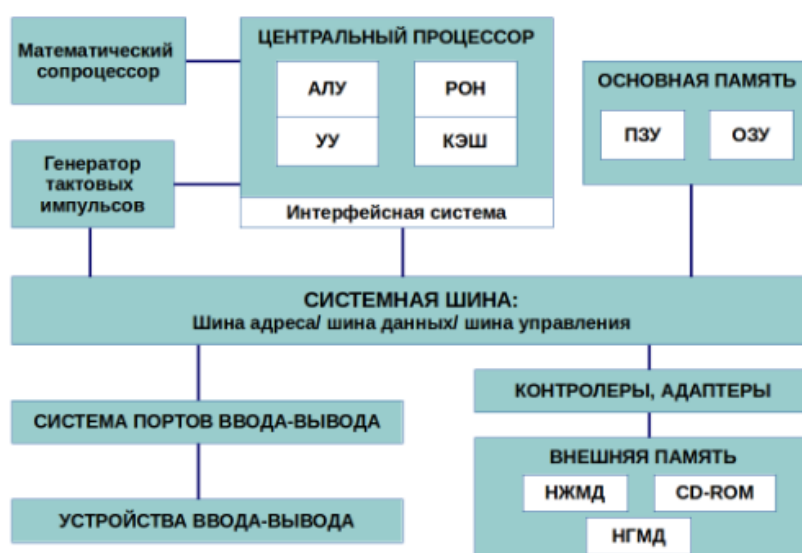 Математический
сопроцессор
ЦЕНТРАЛЬНЫЙ ПРОЦЕССОР
АЛУ
РОН
УУ
КЭШ
ОСНОВНАЯ ПАМЯТЬ
ПЗУ
ОЗУ
Генератор
тактовых
импульсов
Интерфейсная система
СИСТЕМНАЯ ШИНА:
Шина адреса/ шина данных/ шина управления
КОНТРОЛЕРЫ, АДАПТЕРЫ
СИСТЕМА ПОРТОВ ВВОДА-ВЫВОДА
ВНЕШНЯЯ ПАМЯТЬ
НЖМД
CD-ROM
НГМД
УСТРОЙСТВА ВВОДА-ВЫВОДА